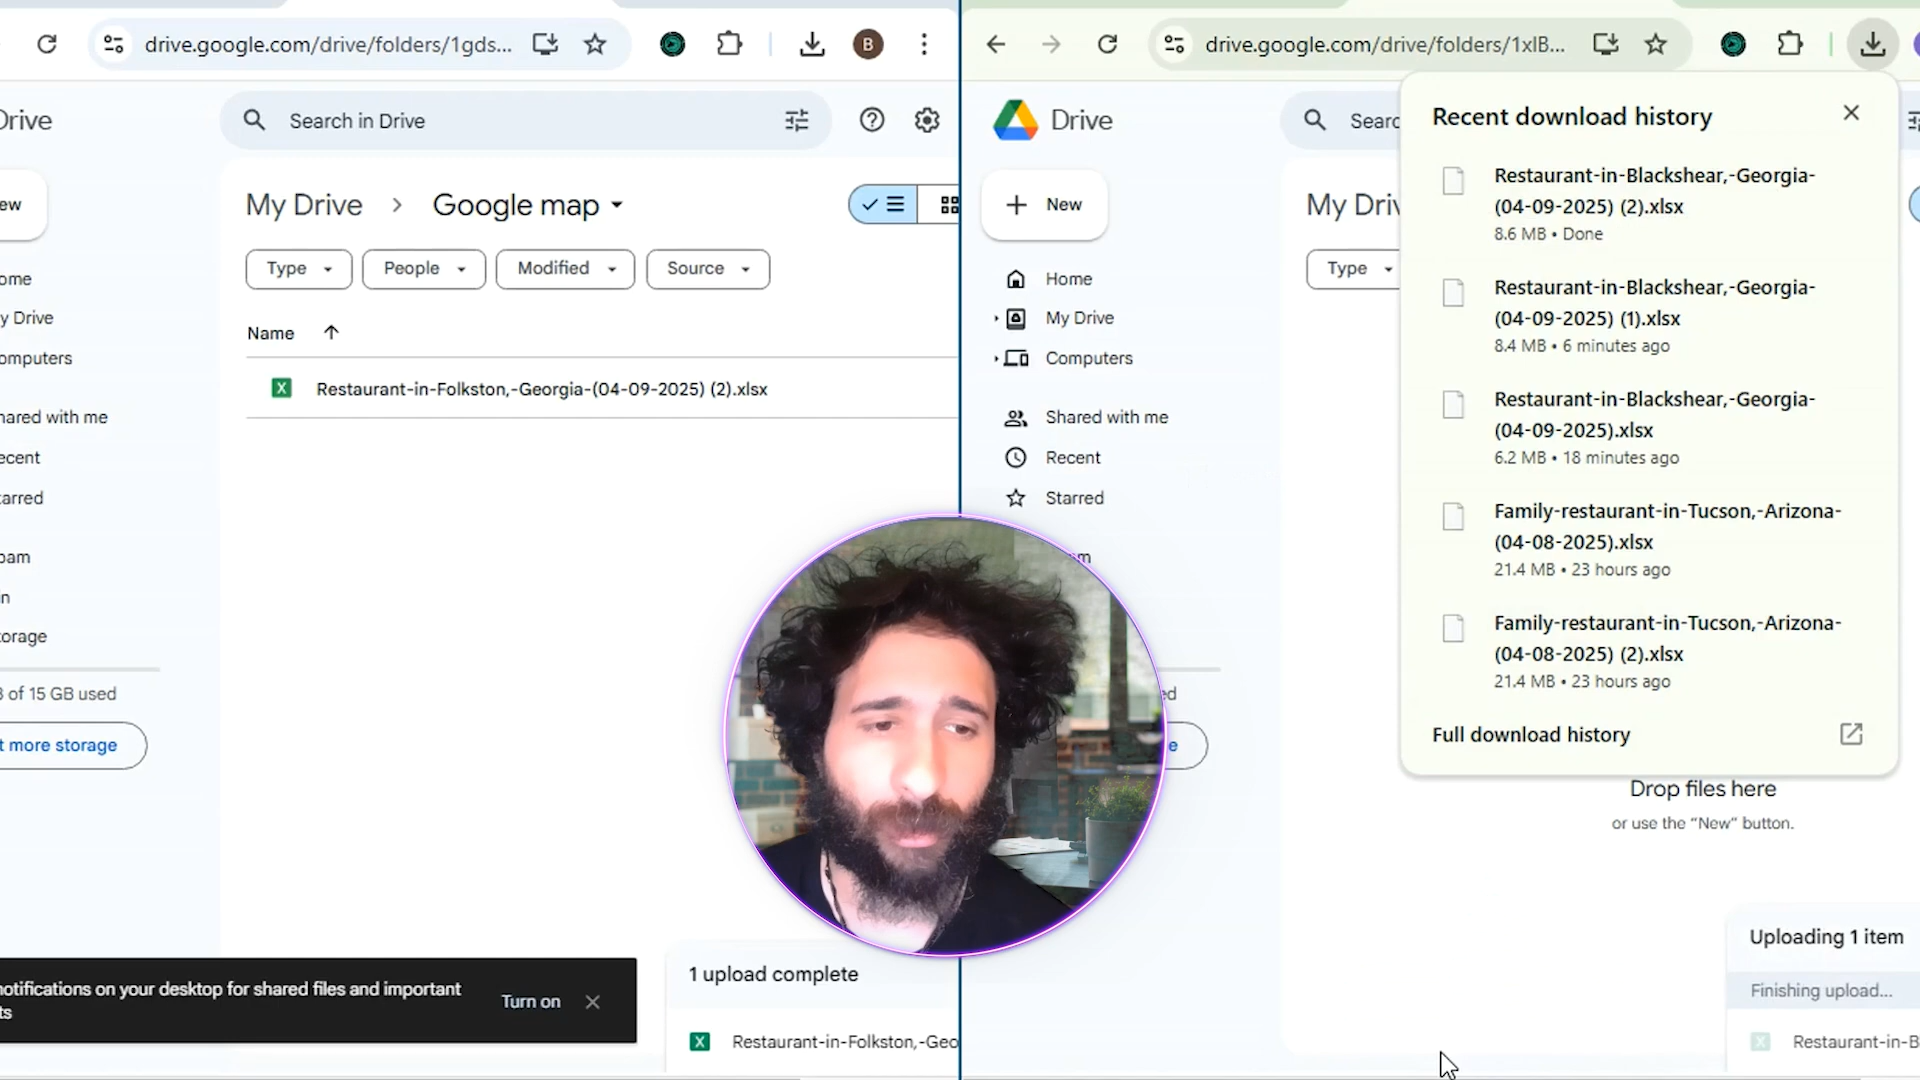 drive.google.com/drive/folders/1gds...
B
Drive
Search in Drive
ew
My Drive
Google map
Type
People
Modified
Source
Name
Restaurant-in-Folkston,-Georgia-(04-09-2025) (2).xlsx
ome
y Drive
omputers
hared with me
ecent
arred
pam
in
torage
of 15 GB used
t more storage
notifications on your desktop for shared files and important
ts
Turn on
1 upload complete
Restaurant-in-Folkston,-Geo
drive.google.com/drive/folders/1xlB...
Drive
Searc
New
My Driv
Type
Home
My Drive
Computers
Shared with me
Recent
Starred
m
ed
e
Recent download history
Restaurant-in-Blackshear,-Georgia-
(04-09-2025) (2).xlsx
8.6 MB • Done
Restaurant-in-Blackshear,-Georgia-
(04-09-2025) (1).xlsx
8.4 MB • 6 minutes ago
Restaurant-in-Blackshear,-Georgia-
(04-09-2025).xlsx
6.2 MB • 18 minutes ago
Family-restaurant-in-Tucson,-Arizona-
(04-08-2025).xlsx
21.4 MB • 23 hours ago
Family-restaurant-in-Tucson,-Arizona-
(04-08-2025) (2).xlsx
21.4 MB • 23 hours ago
Full download history
Drop files here
or use the “New” button.
Uploading 1 item
Finishing upload...
Restaurant-in-B